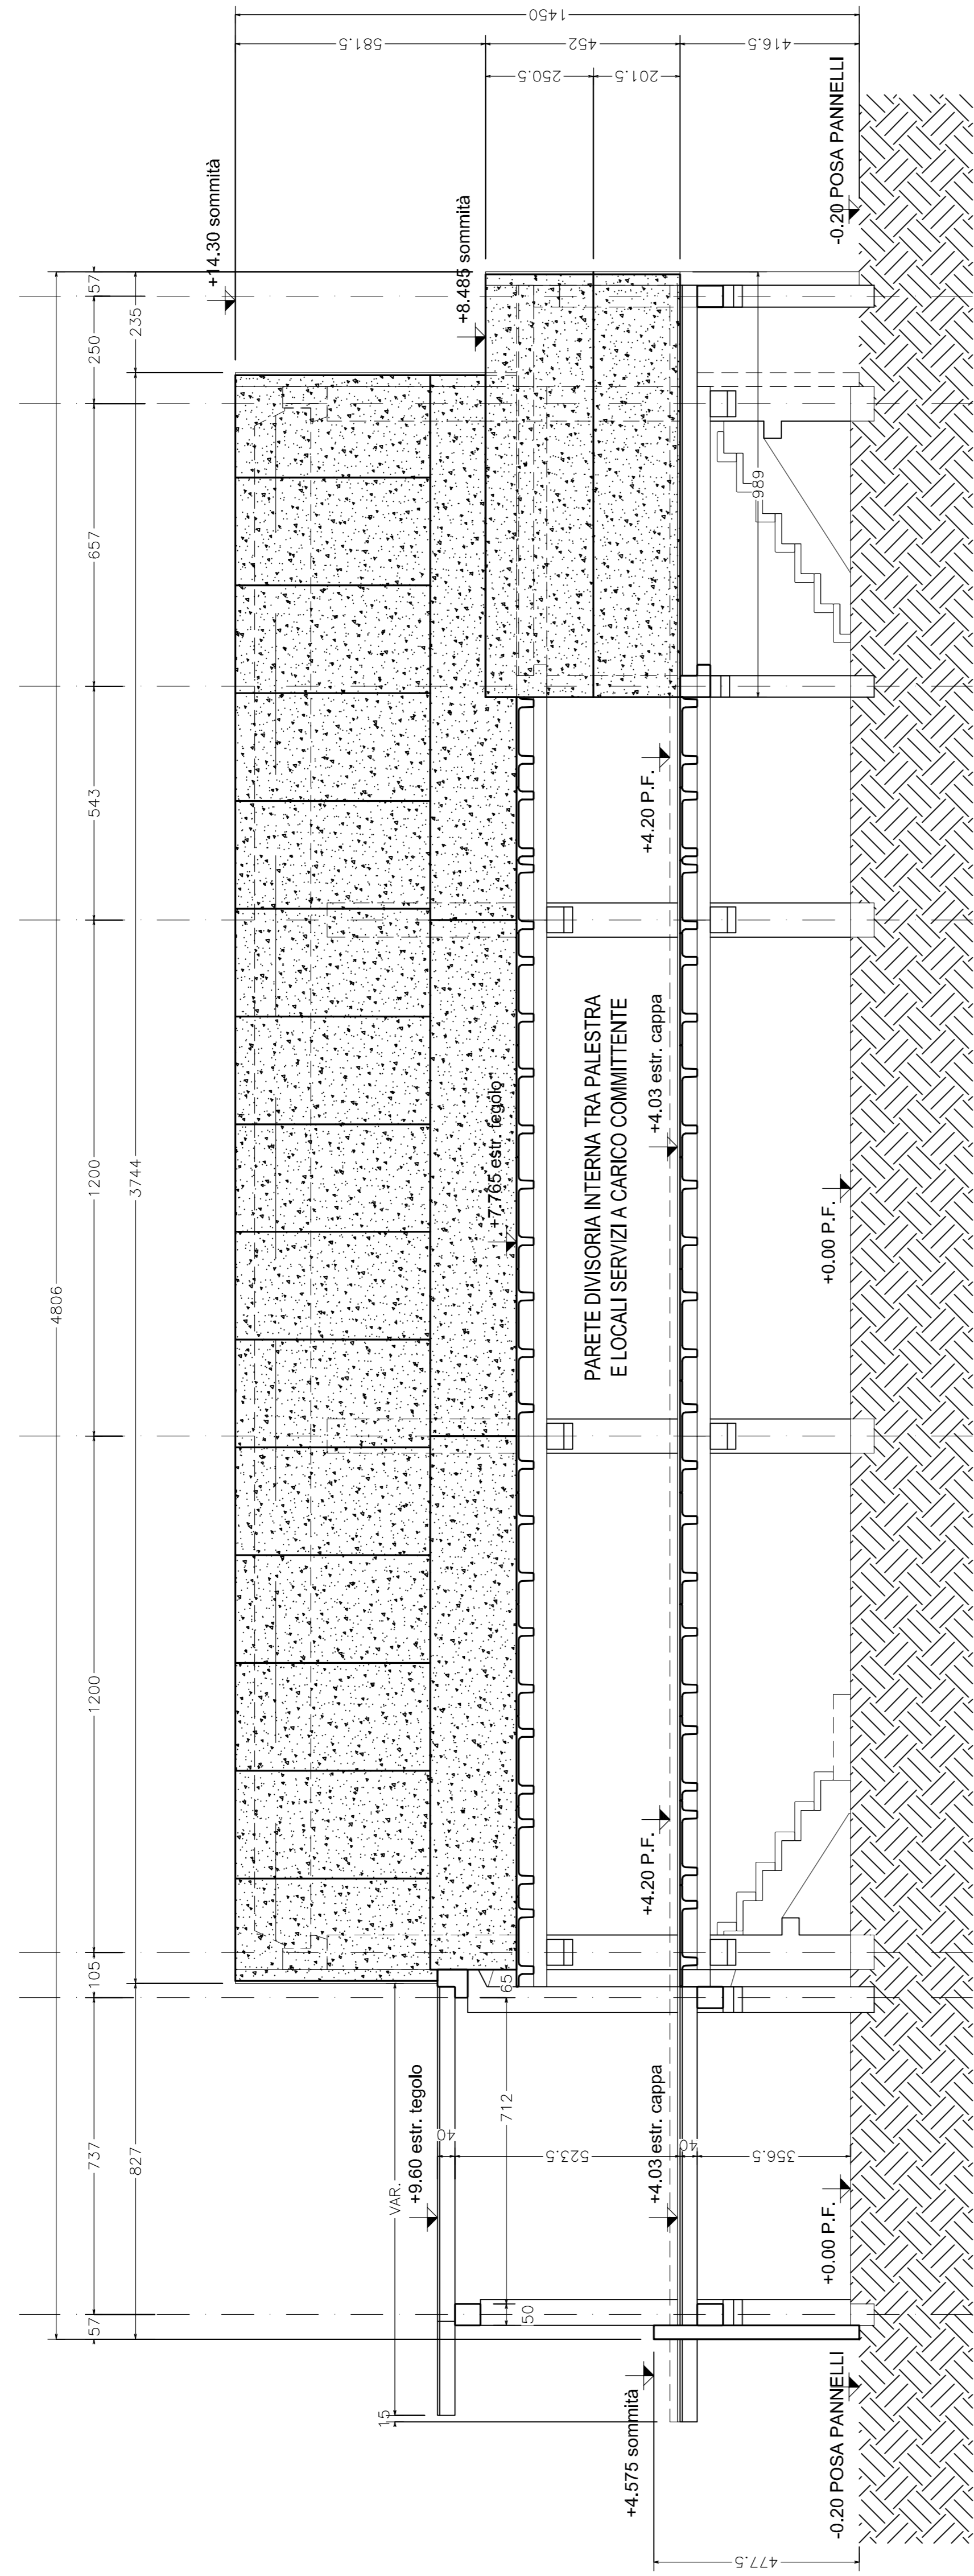 4806
57
737
105
1200
1200
543
657
250
57
827
3744
235
+14.30 sommità
1450
581.5
452
416.5
250.5
201.5
+8.485 sommità
-0.20 POSA PANNELLI
989
VAR.
15
+9.60 estr. tegolo
40
712
65
50
523.5
+7.765 estr. tegolo
PARETE DIVISORIA INTERNA TRA PALESTRA
E LOCALI SERVIZI A CARICO COMMITTENTE
+4.575 sommità
+4.03 estr. cappa
40
+4.20 P.F.
+4.03 estr. cappa
+4.20 P.F.
356.5
+0.00 P.F.
+0.00 P.F.
-0.20 POSA PANNELLI
477.5